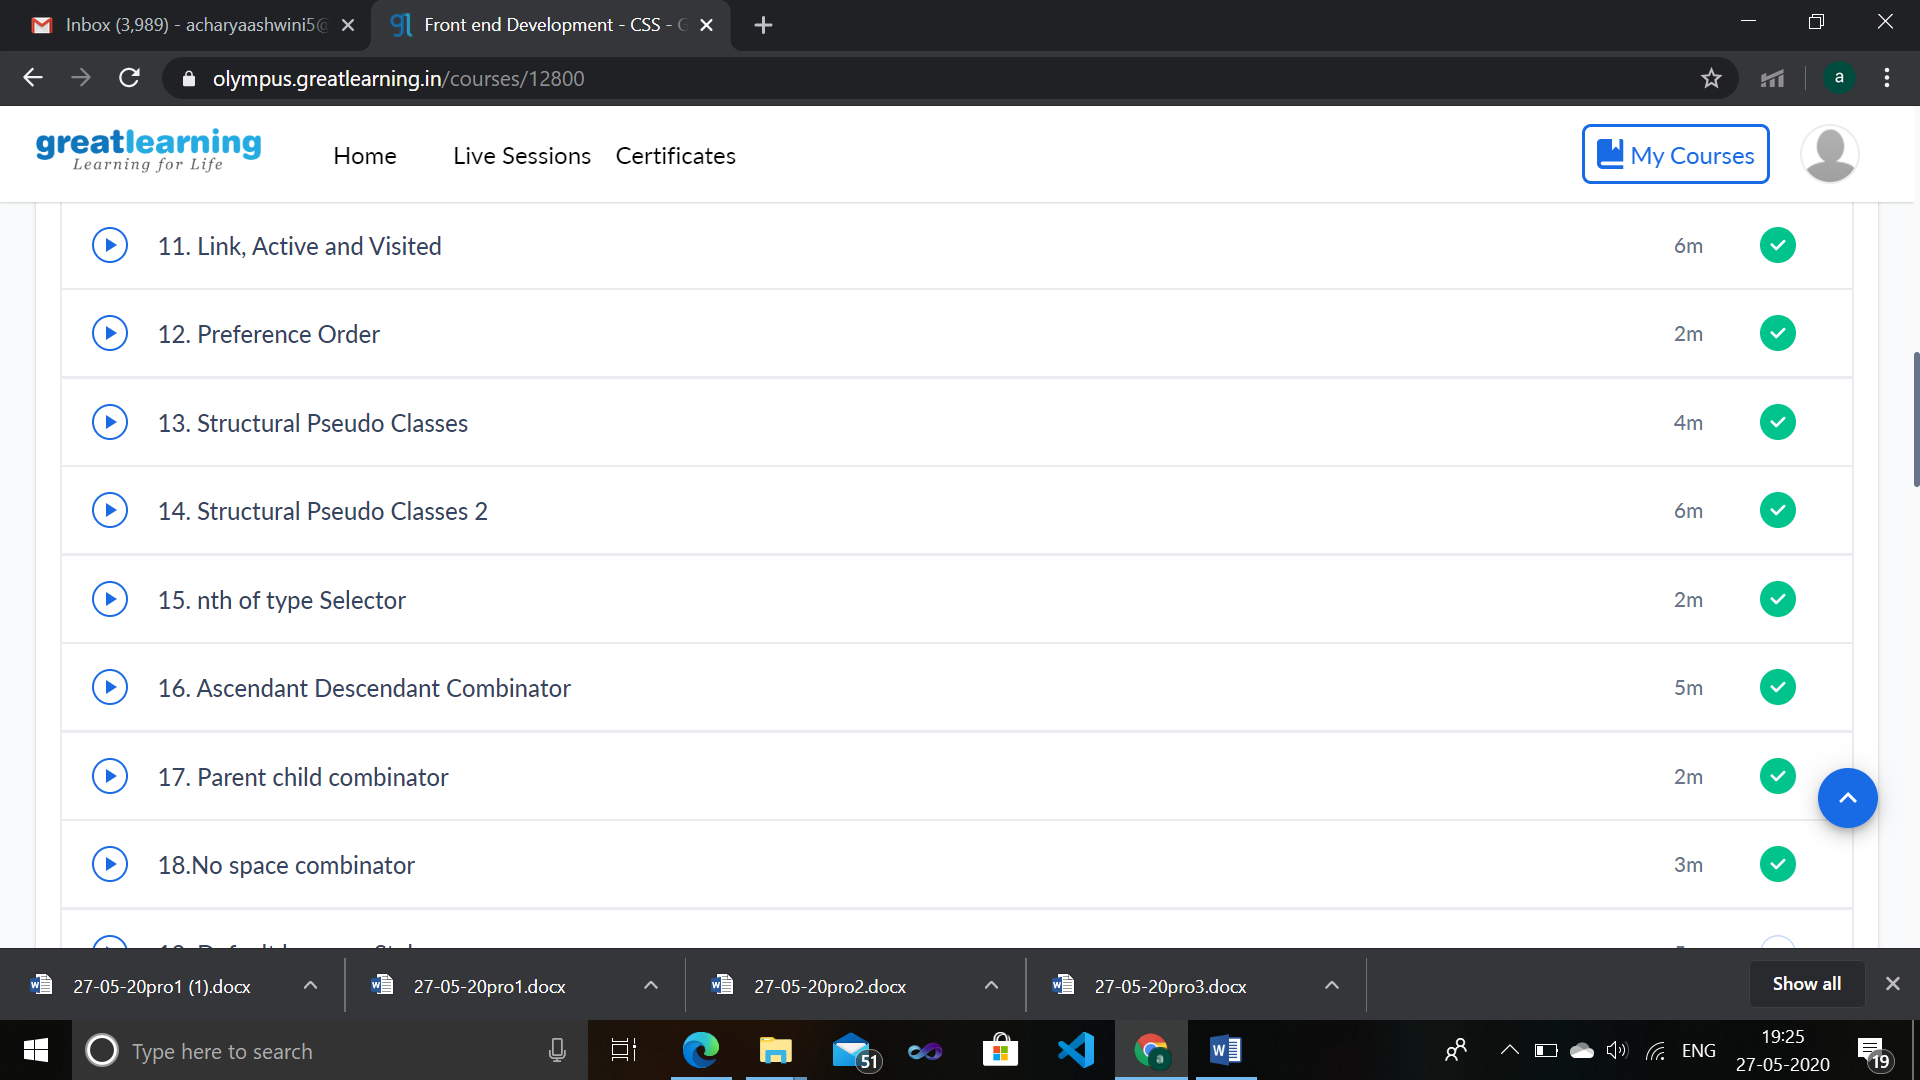 Inbox (3,989) - acharyaashwini5@
Front end Development - CSS - G
olympus.greatlearning.in/courses/12800
a
greatlearning
Learning for Life
Home
Live Sessions
Certificates
My Courses
11. Link, Active and Visited
6m
12. Preference Order
2m
13. Structural Pseudo Classes
4m
14. Structural Pseudo Classes 2
6m
15. nth of type Selector
2m
16. Ascendant Descendant Combinator
5m
17. Parent child combinator
2m
18.No space combinator
3m
27-05-20pro1 (1).docx
27-05-20pro1.docx
27-05-20pro2.docx
27-05-20pro3.docx
Show all
Type here to search
51
a
ENG
19:25
27-05-2020
19